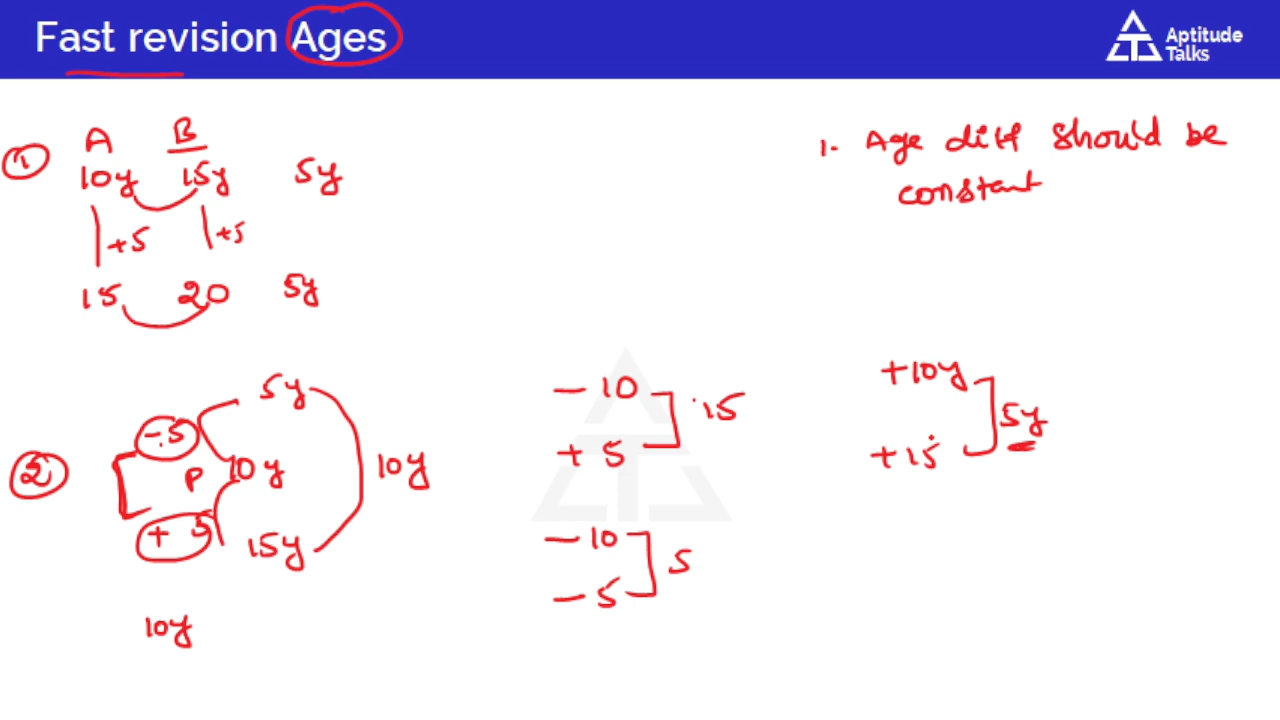 Fast revision Ages
Aptitude
Talks
1 A B
10y 15y 5y
+5 +5
15 20 5y
1. Age diff should be
constant
2
-5 5y
P 10y 10y
+5 15y
10y
-10
+5 15
-10
-5 5
+10y
+15 5y